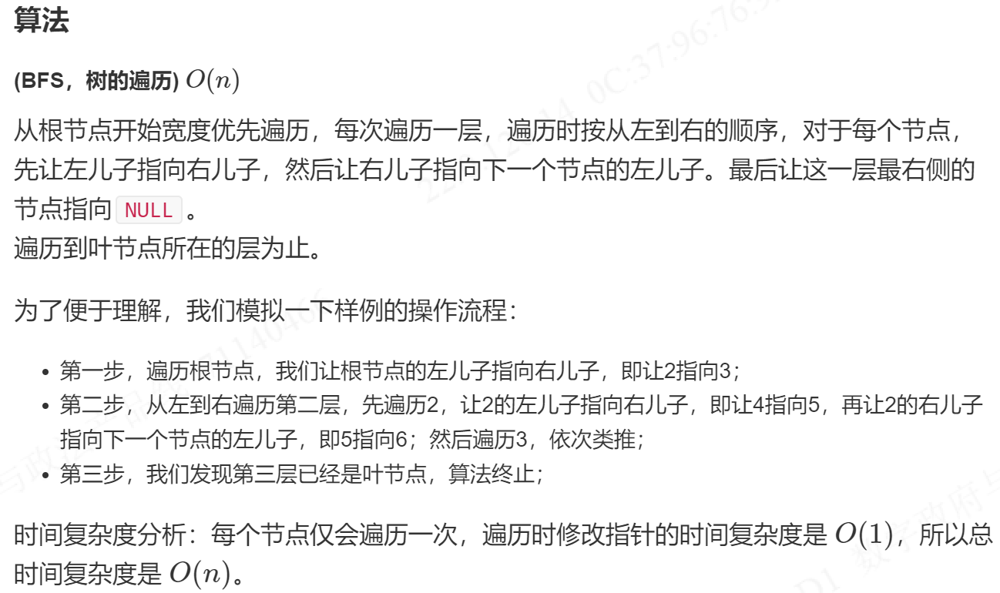 算法
(BFS，树的遍历) O(n)
从根节点开始宽度优先遍历，每次遍历一层，遍历时按从左到右的顺序，对于每个节点，
先让左儿子指向右儿子，然后让右儿子指向下一个节点的左儿子。最后让这一层最右侧的
节点指向 NULL 。
遍历到叶节点所在的层为止。
为了便于理解，我们模拟一下样例的操作流程：
• 第一步，遍历根节点，我们让根节点的左儿子指向右儿子，即让2指向3；
• 第二步，从左到右遍历第二层，先遍历2，让2的左儿子指向右儿子，即让4指向5，再让2的右儿子
指向下一个节点的左儿子，即5指向6；然后遍历3，依次类推；
• 第三步，我们发现第三层已经是叶节点，算法终止；
时间复杂度分析：每个节点仅会遍历一次，遍历时修改指针的时间复杂度是 O(1)，所以总
时间复杂度是 O(n)。